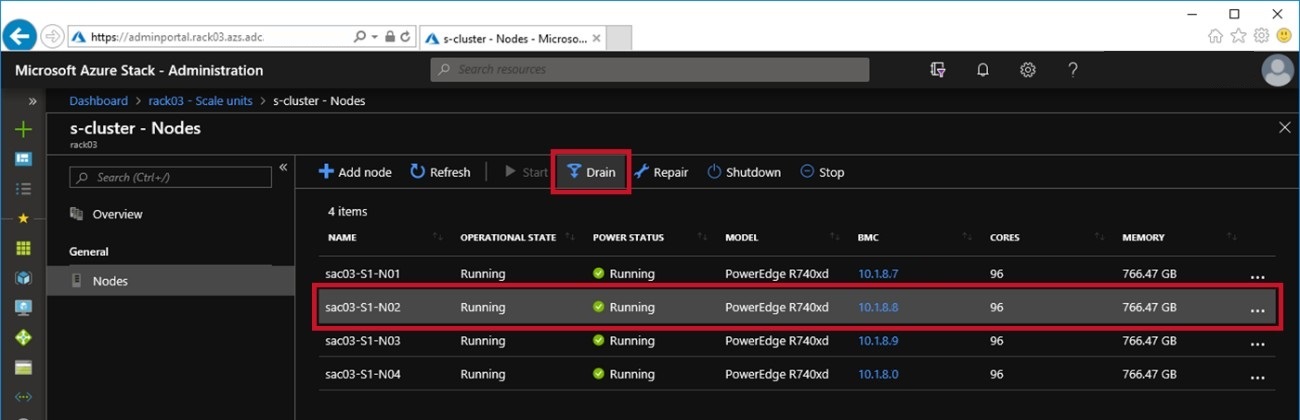 https://adminportal.rack03.azs.adc.
s-cluster - Nodes - Microso...
Microsoft Azure Stack - Administration
Search resources
Dashboard > rack03 - Scale units > s-cluster - Nodes
s-cluster - Nodes
rack03
Search (Ctrl+/)
Overview
General
Nodes
Add node Refresh Start Drain Repair Shutdown Stop
4 items
NAME OPERATIONAL STATE POWER STATUS MODEL BMC CORES MEMORY
sac03-S1-N01 Running Running PowerEdge R740xd 10.1.8.7 96 766.47 GB ...
sac03-S1-N02 Running Running PowerEdge R740xd 10.1.8.8 96 766.47 GB ...
sac03-S1-N03 Running Running PowerEdge R740xd 10.1.8.9 96 766.47 GB ...
sac03-S1-N04 Running Running PowerEdge R740xd 10.1.8.0 96 766.47 GB ...